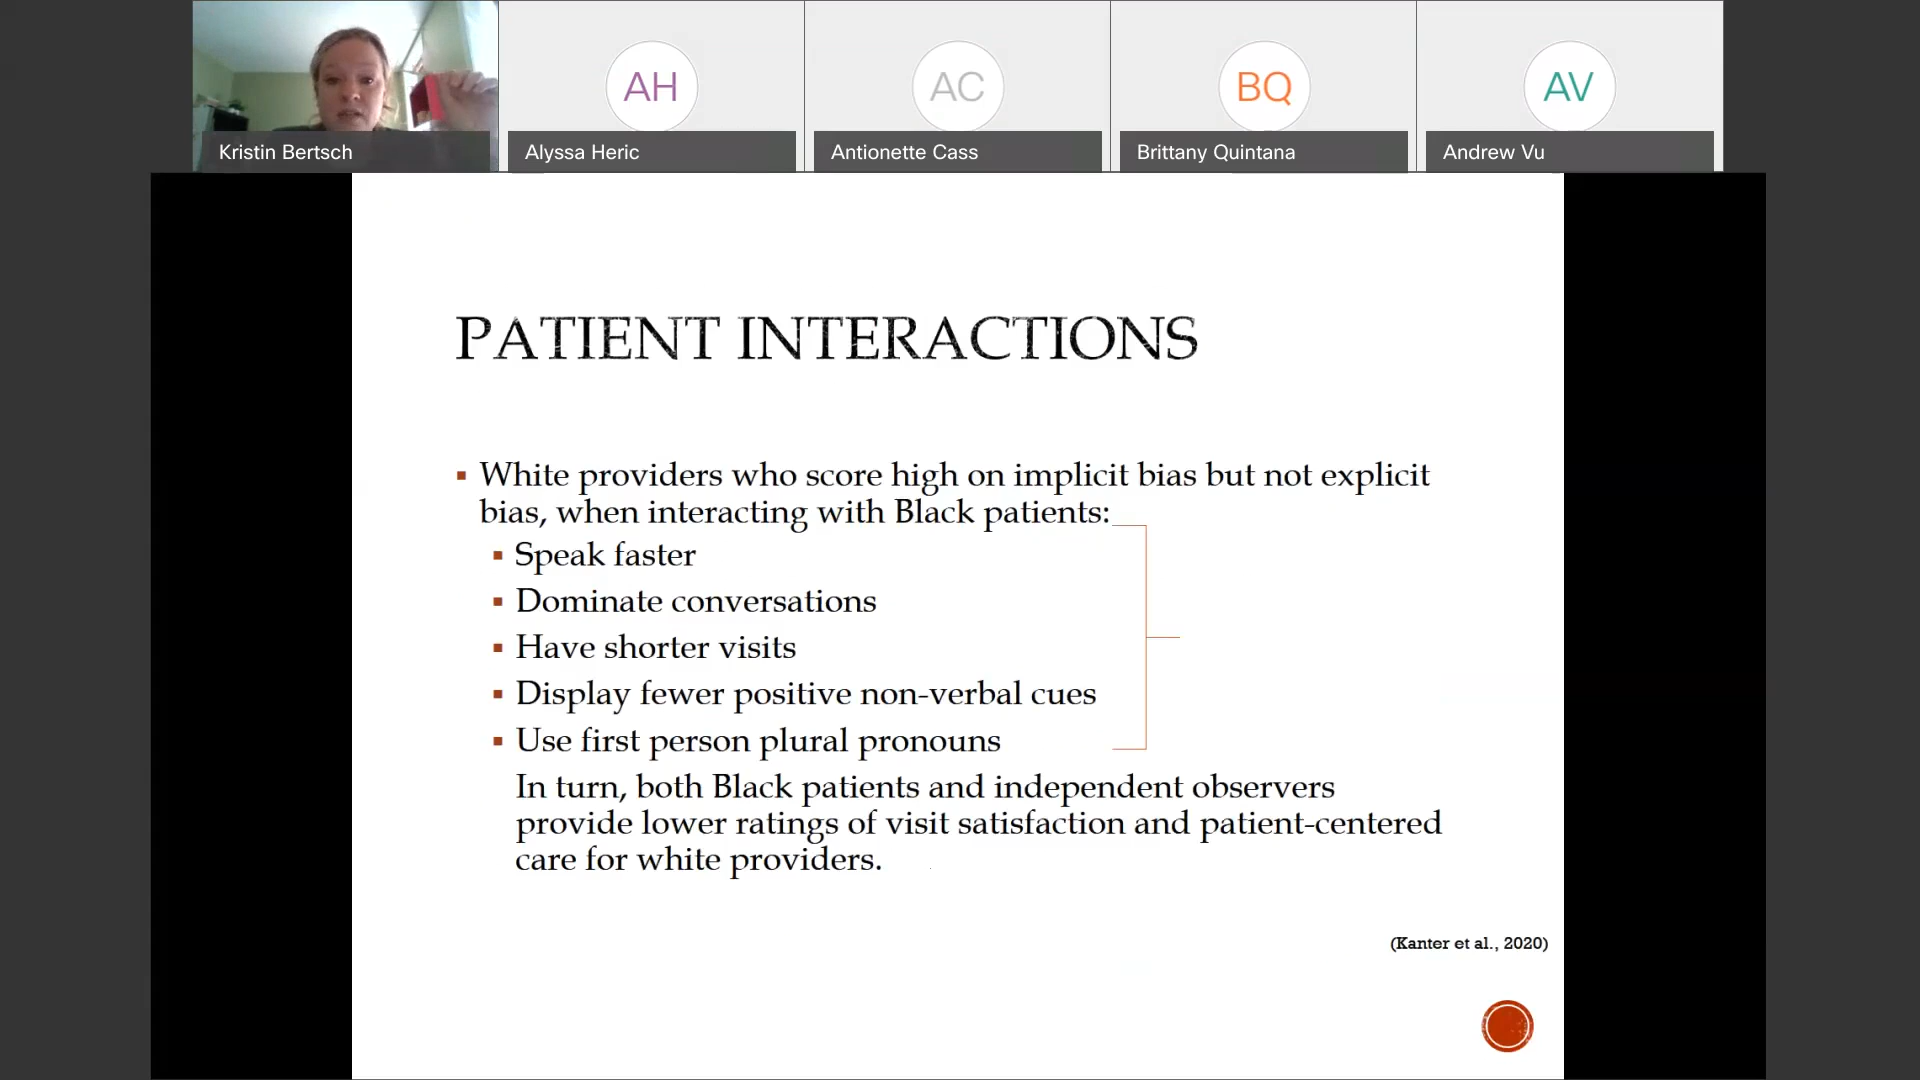 AH
AC
BQ
AV
Kristin Bertsch
Alyssa Heric
Antionette Cass
Brittany Quintana
Andrew Vu
PATIENT INTERACTIONS
White providers who score high on implicit bias but not explicit
bias, when interacting with Black patients:
Speak faster
Dominate conversations
Have shorter visits
Display fewer positive non-verbal cues
Use first person plural pronouns
In turn, both Black patients and independent observers
provide lower ratings of visit satisfaction and patient-centered
care for white providers.
(Kanter et al., 2020)